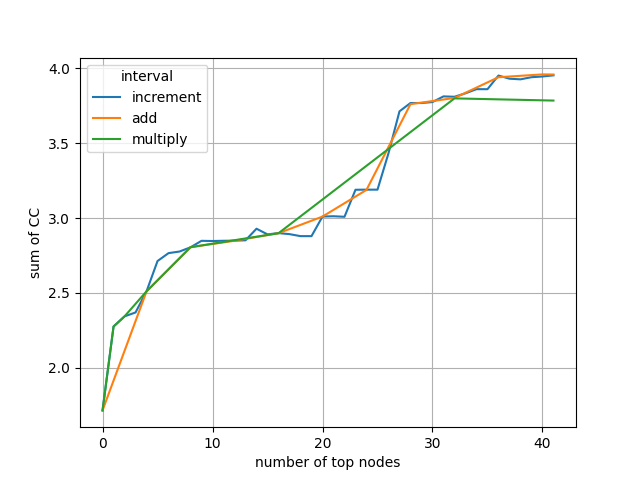 interval
increment
add
multiply
4.0
3.5
3.0
2.5
2.0
sum of CC
0 10 20 30 40
number of top nodes